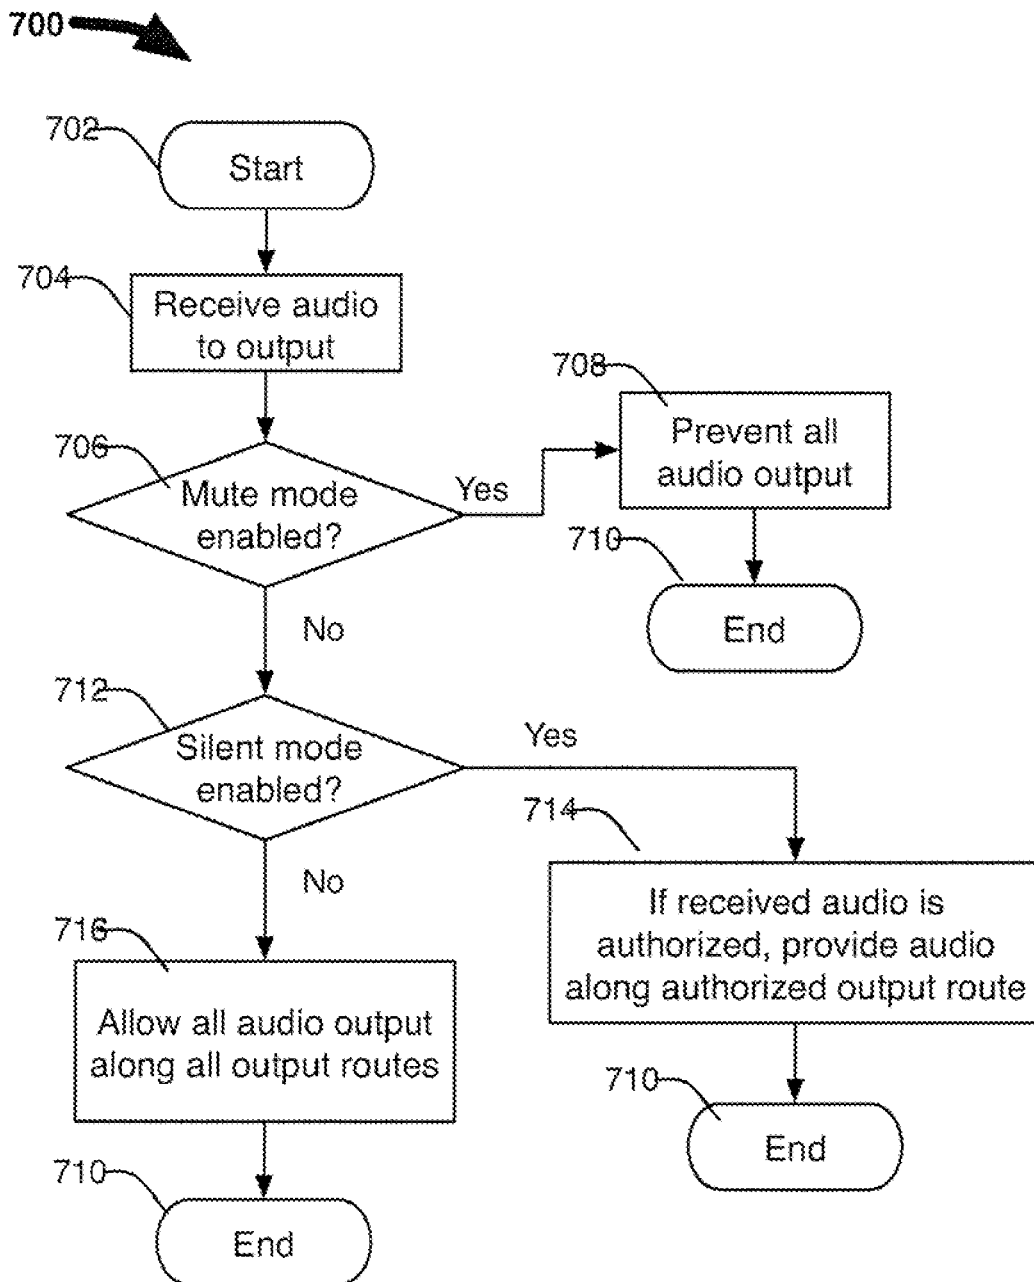 700
702
Start
704
Receive audio
to output
706
Mute mode
enabled?
Yes
708
Prevent all
audio output
710
End
No
712
Silent mode
enabled?
Yes
714
If received audio is
authorized, provide audio
along authorized output route
710
End
No
716
Allow all audio output
along all output routes
710
End